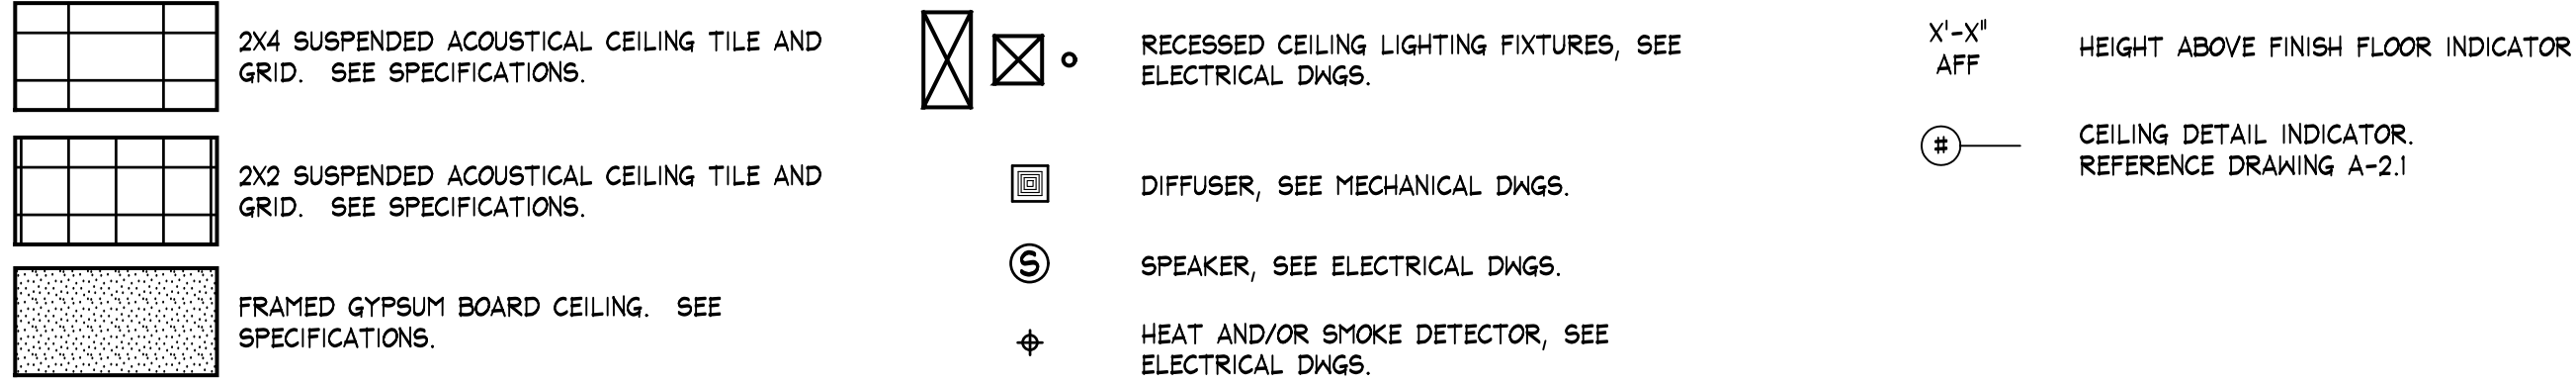 2X4 SUSPENDED ACOUSTICAL CEILING TILE AND
GRID.  SEE SPECIFICATIONS.
2X2 SUSPENDED ACOUSTICAL CEILING TILE AND
GRID.  SEE SPECIFICATIONS.
FRAMED GYPSUM BOARD CEILING.  SEE
SPECIFICATIONS.
RECESSED CEILING LIGHTING FIXTURES, SEE
ELECTRICAL DWGS.
DIFFUSER, SEE MECHANICAL DWGS.
S
SPEAKER, SEE ELECTRICAL DWGS.
HEAT AND/OR SMOKE DETECTOR, SEE
ELECTRICAL DWGS.
X'-X"
AFF
HEIGHT ABOVE FINISH FLOOR INDICATOR
#
CEILING DETAIL INDICATOR.
REFERENCE DRAWING A-2.1